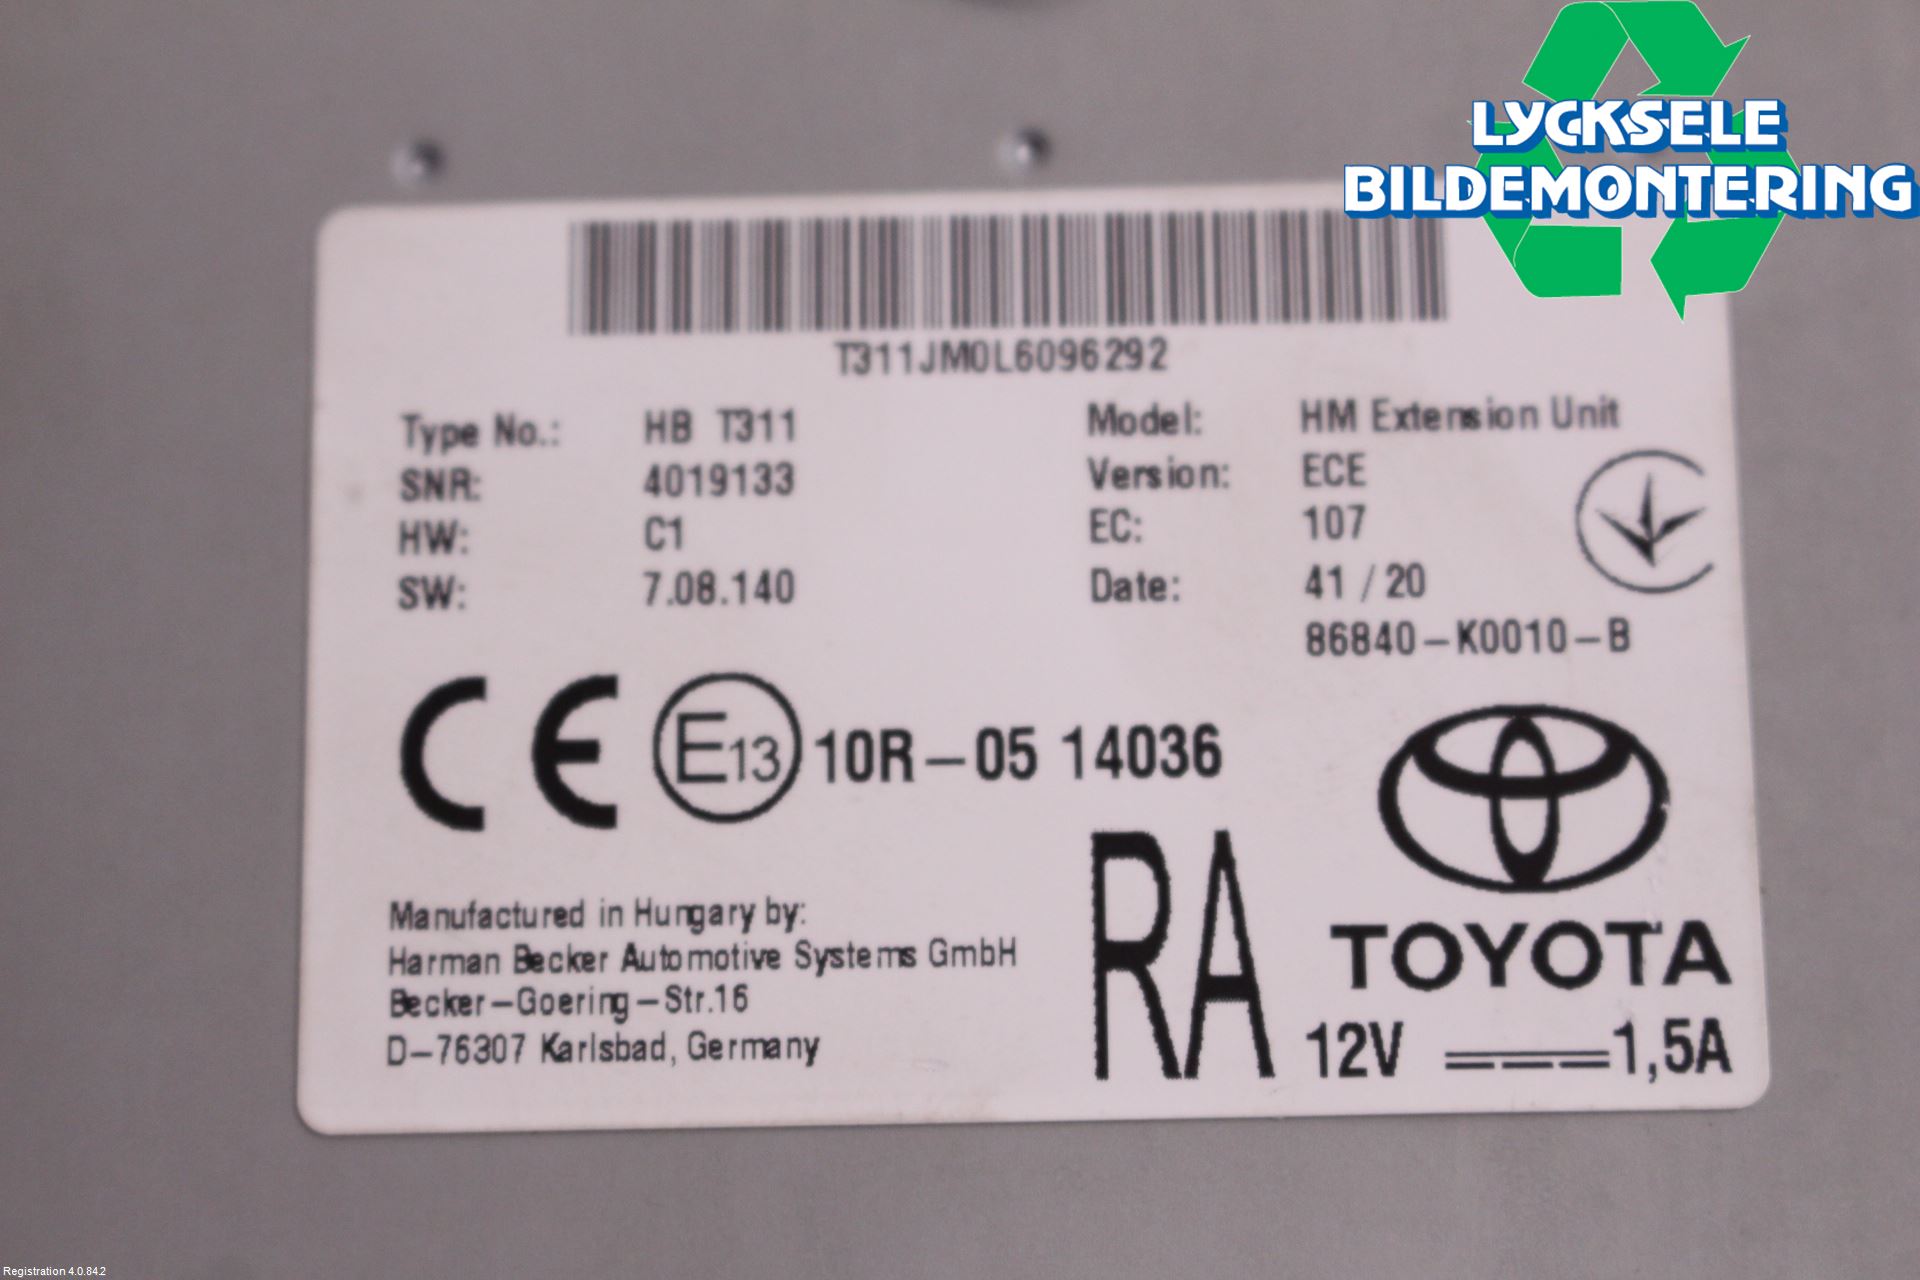 LYCKSELE
BILDEMONTERING
T311JM0L6096292
Type No.: HB T311
SNR: 4019133
HW: C1
SW: 7.08.140
Model: HM Extension Unit
Version: ECE
EC: 107
Date: 41 / 20
86840-K0010-B
CE E13 10R-05 14036
Manufactured in Hungary by:
Harman Becker Automotive Systems GmbH
Becker-Goering-Str.16
D-76307 Karlsbad, Germany
RA
TOYOTA
12V 1,5A
Registration 4.0.84.2